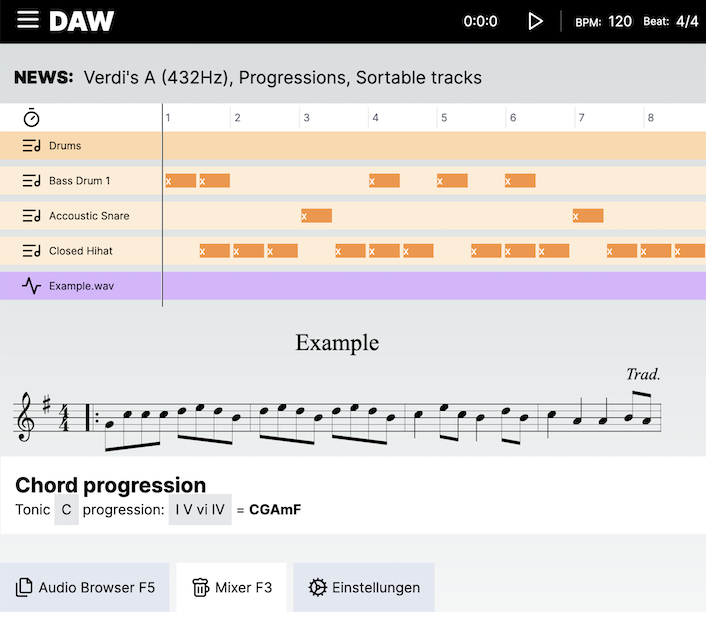 DAW 0:0:0 BPM: 120 Beat: 4/4
NEWS: Verdi's A (432Hz), Progressions, Sortable tracks
1 2 3 4 5 6 7 8
Drums
Bass Drum 1 x x x x x
Accoustic Snare x x
Closed Hihat x x x x x x x x x x x x
Example.wav
Example
Trad.
4/4
Chord progression
Tonic C progression: I V vi IV = CGAmF
Audio Browser F5 Mixer F3 Einstellungen